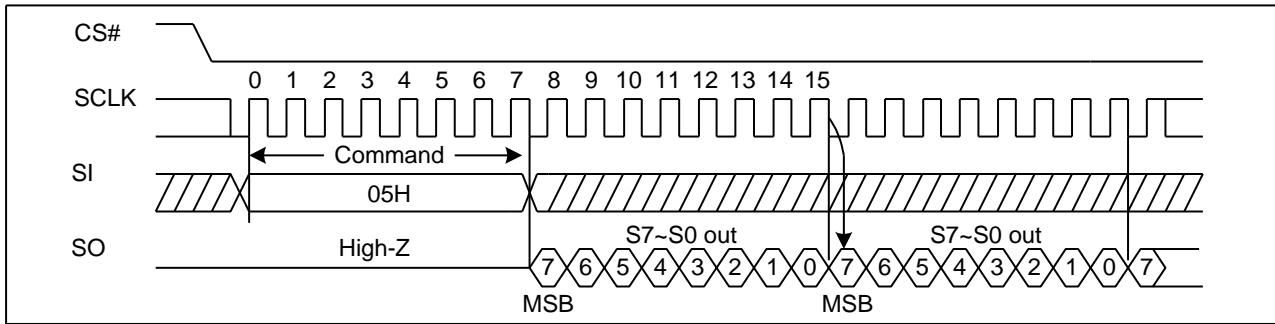 CS#
0 1 2 3 4 5 6 7 8 9 10 11 12 13 14 15
SCLK
Command
SI
05H
S7~S0 out S7~S0 out
SO High-Z
7 6 5 4 3 2 1 0 7 6 5 4 3 2 1 0 7
MSB MSB